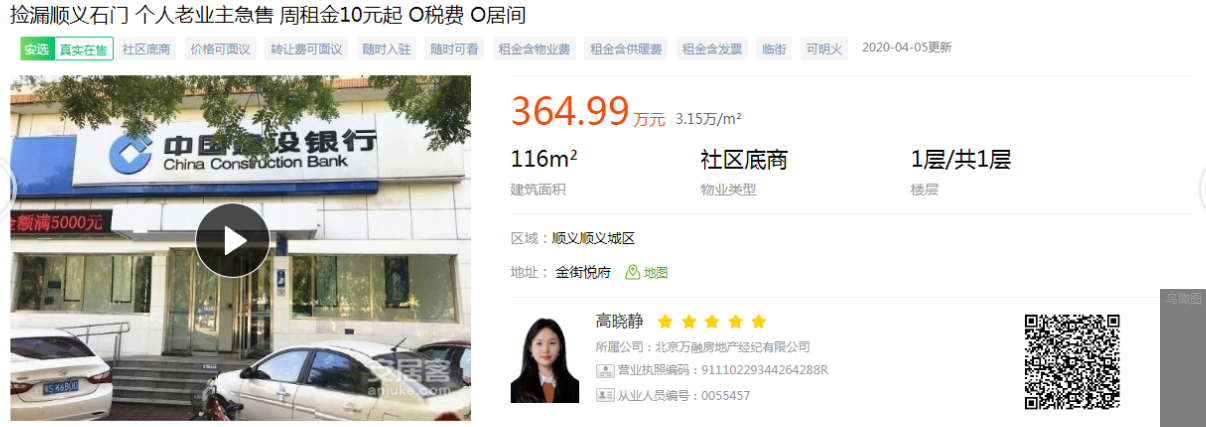 捡漏顺义石门 个人老业主急售 周租金10元起 O税费 O居间
安选 真实在售 社区底商 价格可面议 转让费可面议 随时入驻 随时可看 租金含物业费 租金含供暖费 租金含发票 临街 可明火 2020-04-05更新
中国建设银行
China Construction Bank
金额满5000元
安居客
anjuke.com
364.99 万元 3.15万/m²
116m² 社区底商 1层/共1层
建筑面积 物业类型 楼层
区域：顺义顺义城区
地址： 金街悦府 地图
高晓静
所属公司：北京万融房地产经纪有限公司
营业执照编码：91110229344264288R
从业人员编号：0055457
鸟瞰图